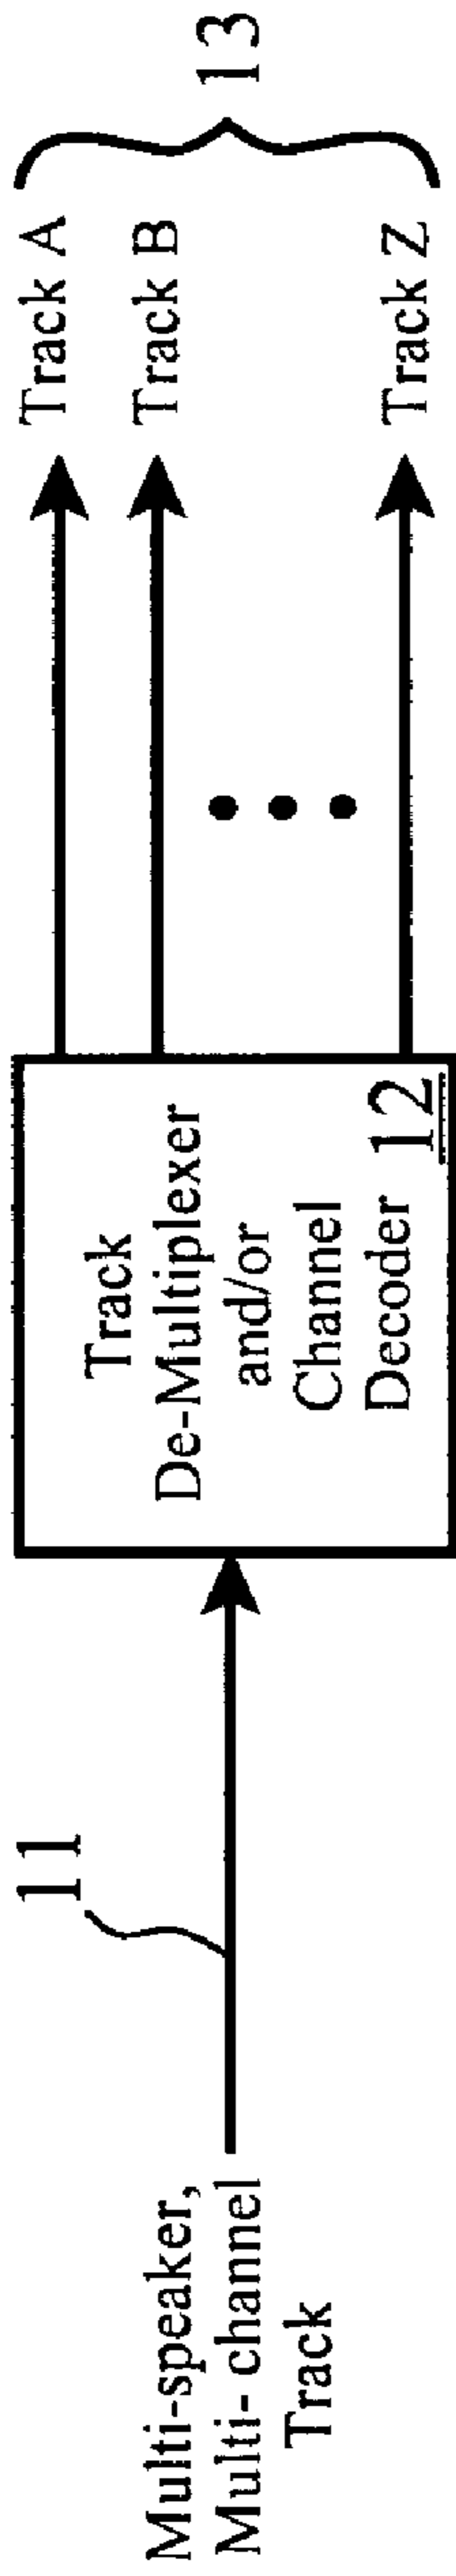 Multi-speaker,
Multi- channel
Track
11
Track
De-Multiplexer
and/or
Channel
Decoder 12
Track A
Track B
Track Z
13